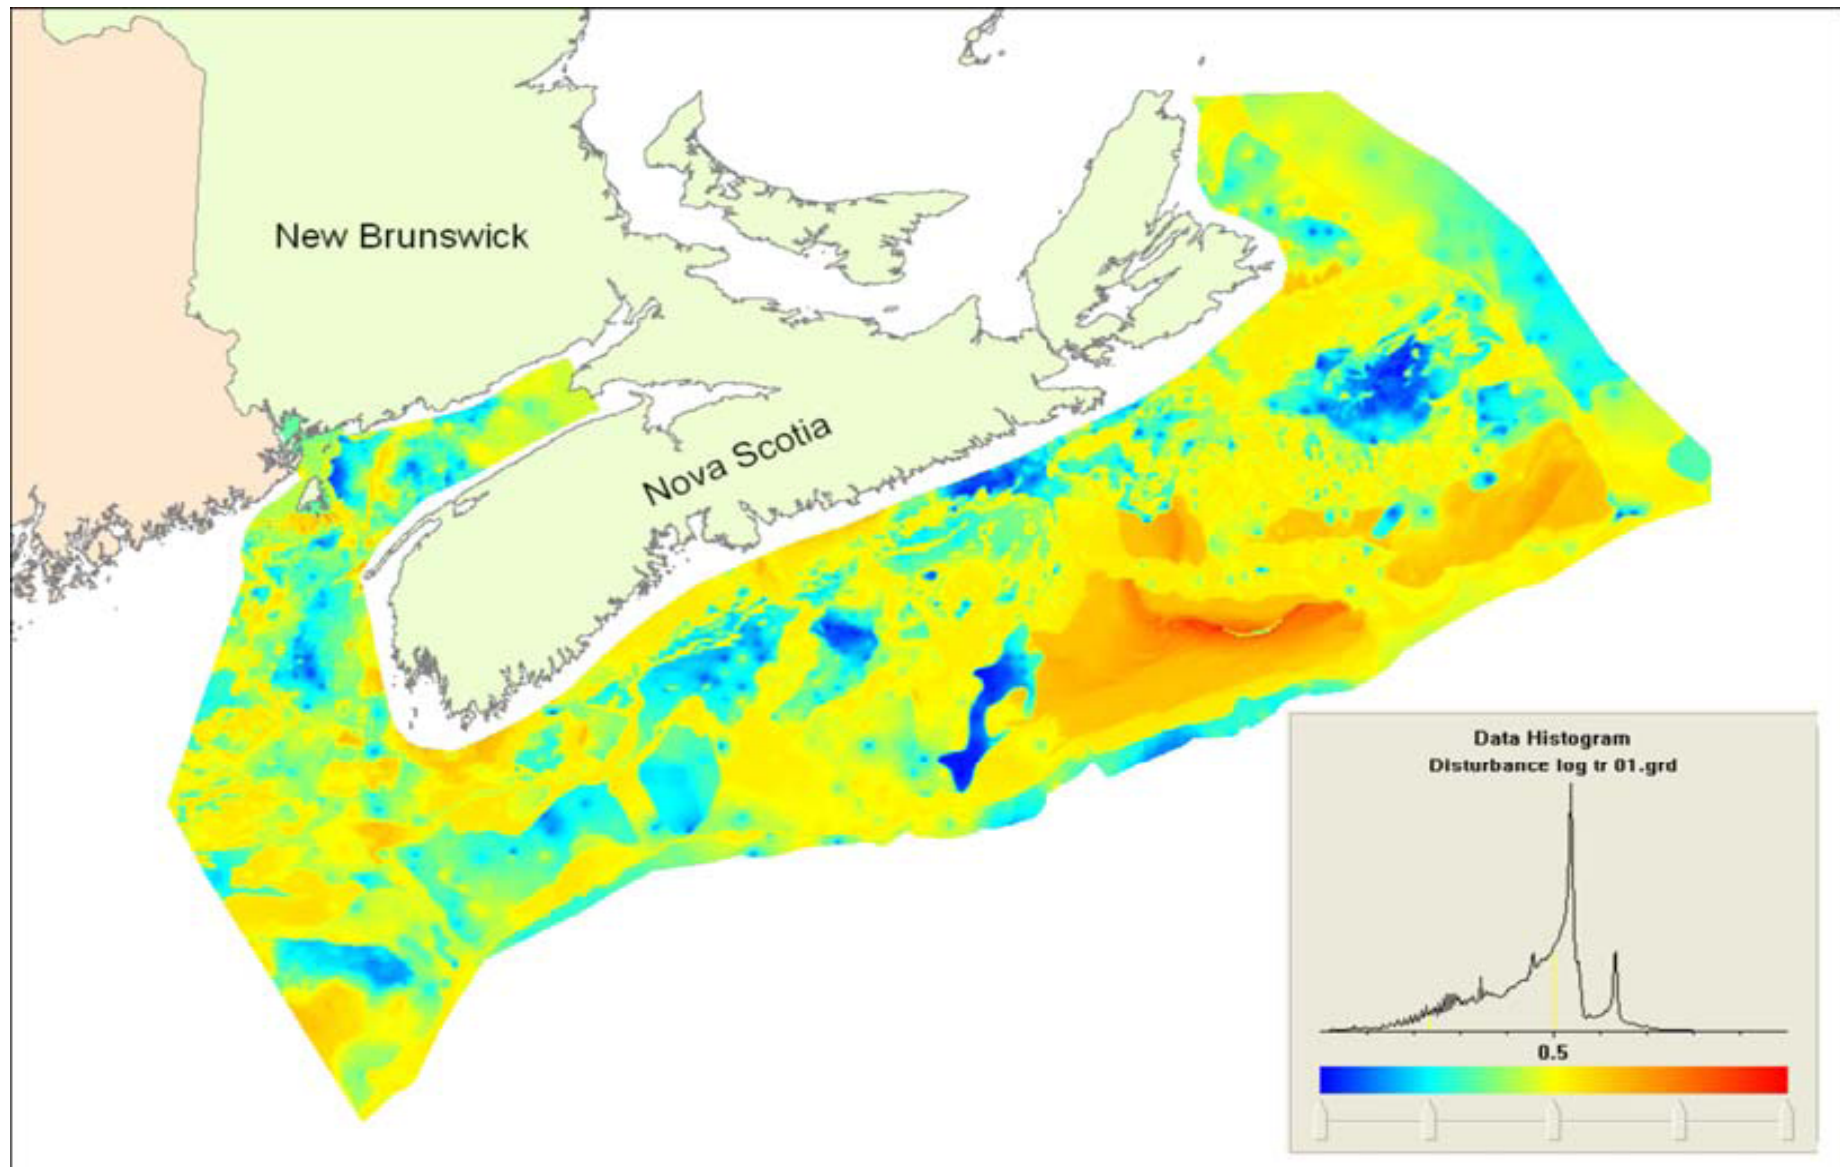 New Brunswick
Nova Scotia
Data Histogram
Disturbance log tr 01.grd
0.5